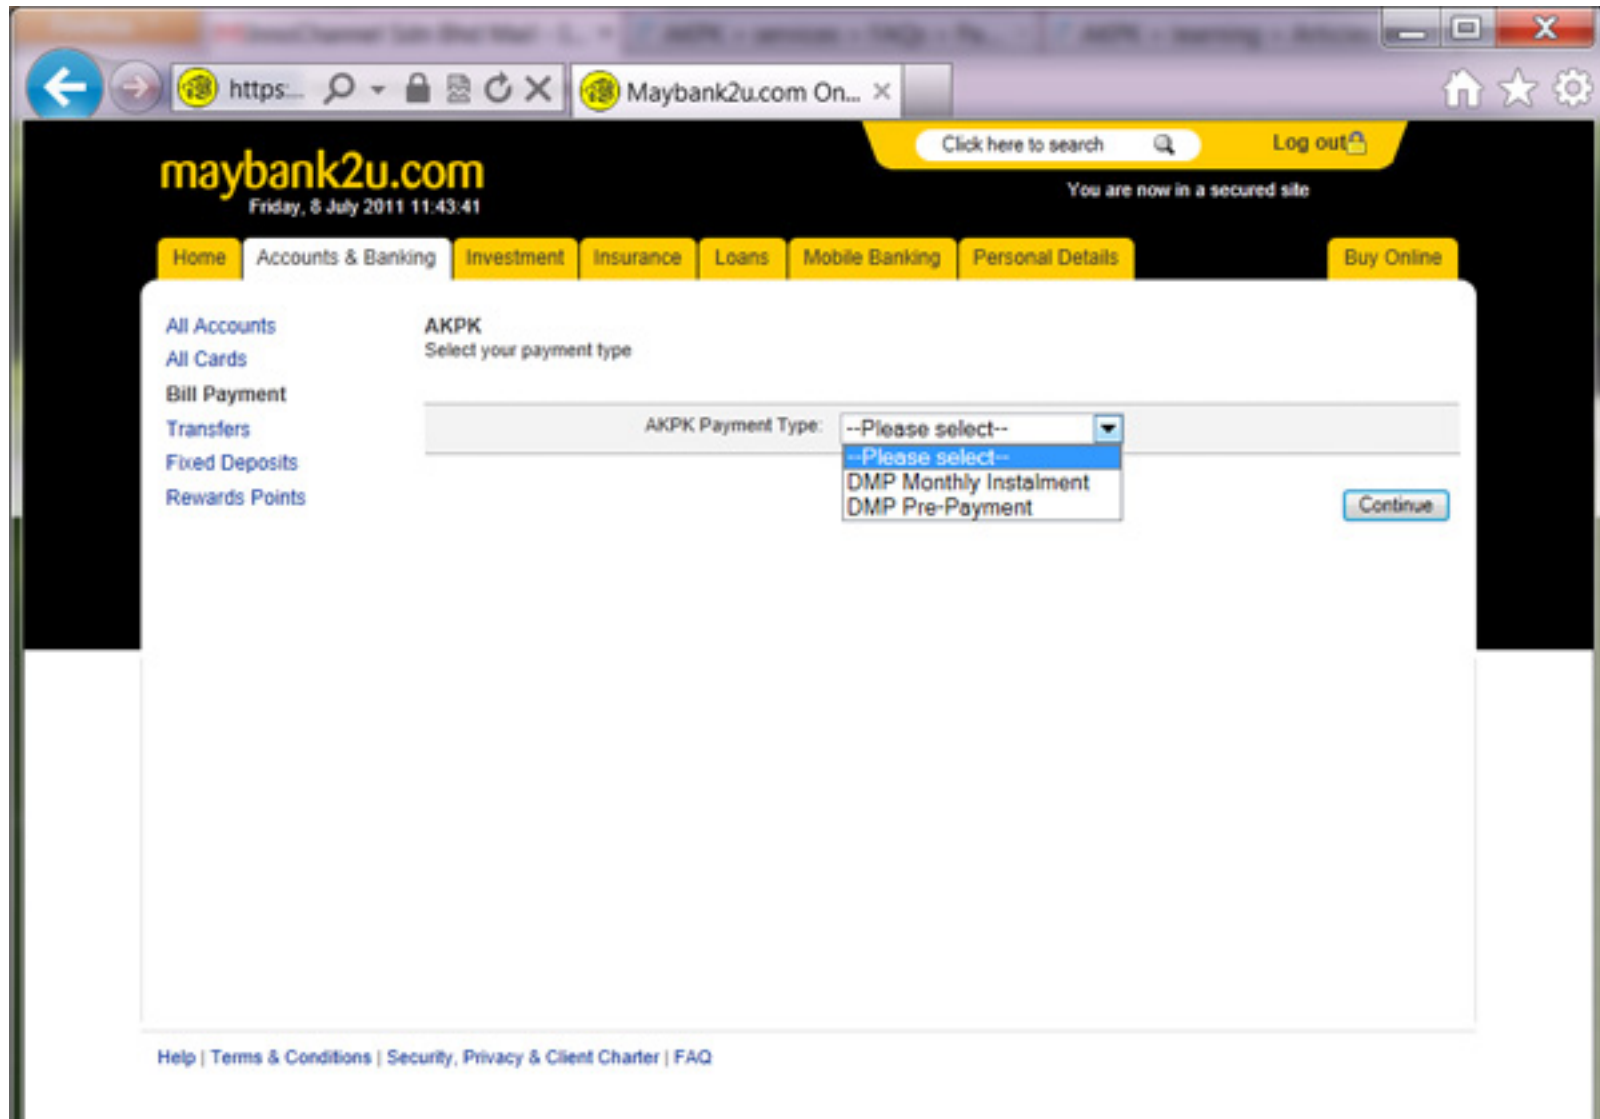 https:...
Maybank2u.com On...
Click here to search
Log out
maybank2u.com
Friday, 8 July 2011 11:43:41
You are now in a secured site
Home
Accounts & Banking
Investment
Insurance
Loans
Mobile Banking
Personal Details
Buy Online
All Accounts
All Cards
Bill Payment
Transfers
Fixed Deposits
Rewards Points
AKPK
Select your payment type
AKPK Payment Type:
--Please select--
--Please select--
DMP Monthly Instalment
DMP Pre-Payment
Continue
Help | Terms & Conditions | Security, Privacy & Client Charter | FAQ